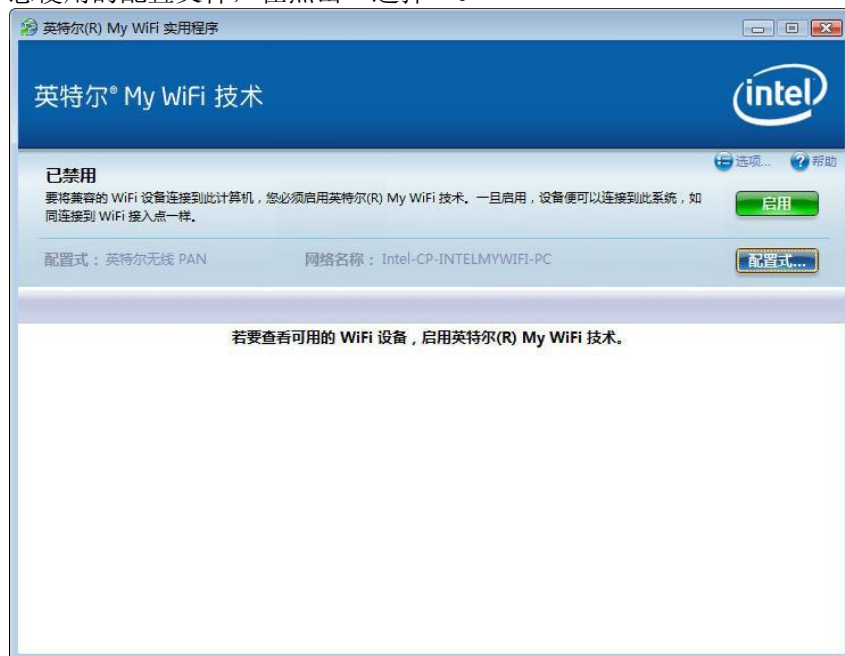 英特尔(R) My WiFi 实用程序
英特尔® My WiFi 技术
intel
选项... 帮助
已禁用
要将兼容的 WiFi 设备连接到此计算机，您必须启用英特尔(R) My WiFi 技术。一旦启用，设备便可以连接到此系统，如
同连接到 WiFi 接入点一样。
启用
配置式： 英特尔无线 PAN 网络名称： Intel-CP-INTELMYWIFI-PC
配置式...
若要查看可用的 WiFi 设备，启用英特尔(R) My WiFi 技术。